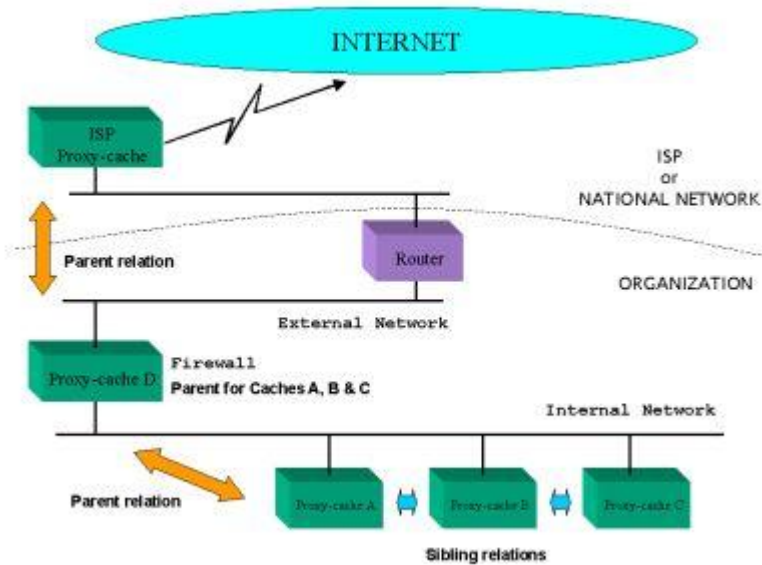 INTERNET
ISP
Proxy-cache
ISP
or
NATIONAL NETWORK
Parent relation
Router
ORGANIZATION
External Network
Proxy-cache D
Firewall
Parent for Caches A, B & C
Internal Network
Parent relation
Proxy-cache A
Proxy-cache B
Proxy-cache C
Sibling relations